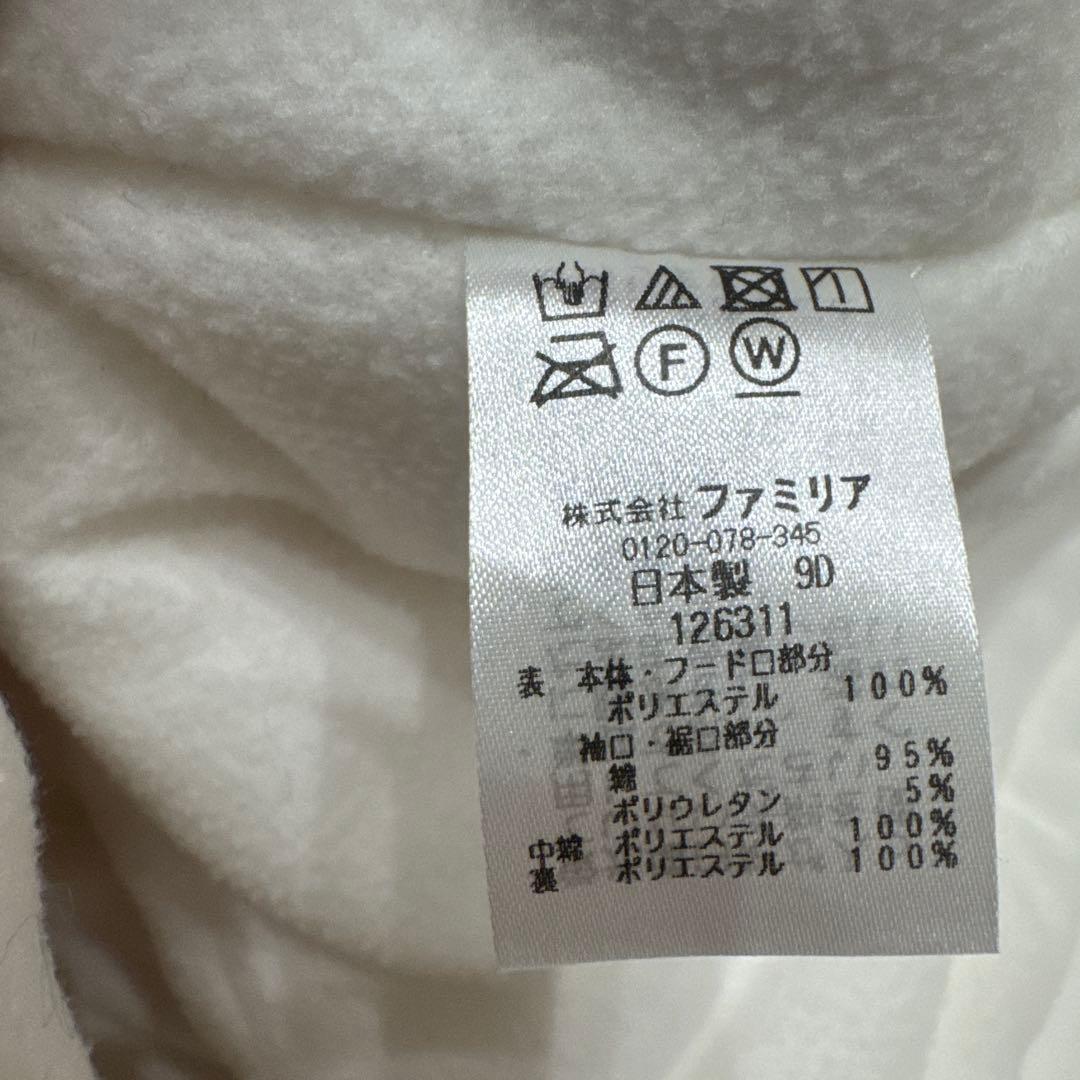 F W
株式会社 ファミリア
0120-078-345
日本製 9D
126311
表 本体・フード口部分
ポリエステル 100%
袖口・裾口部分
綿 95%
ポリウレタン 5%
中綿 ポリエステル 100%
裏 ポリエステル 100%